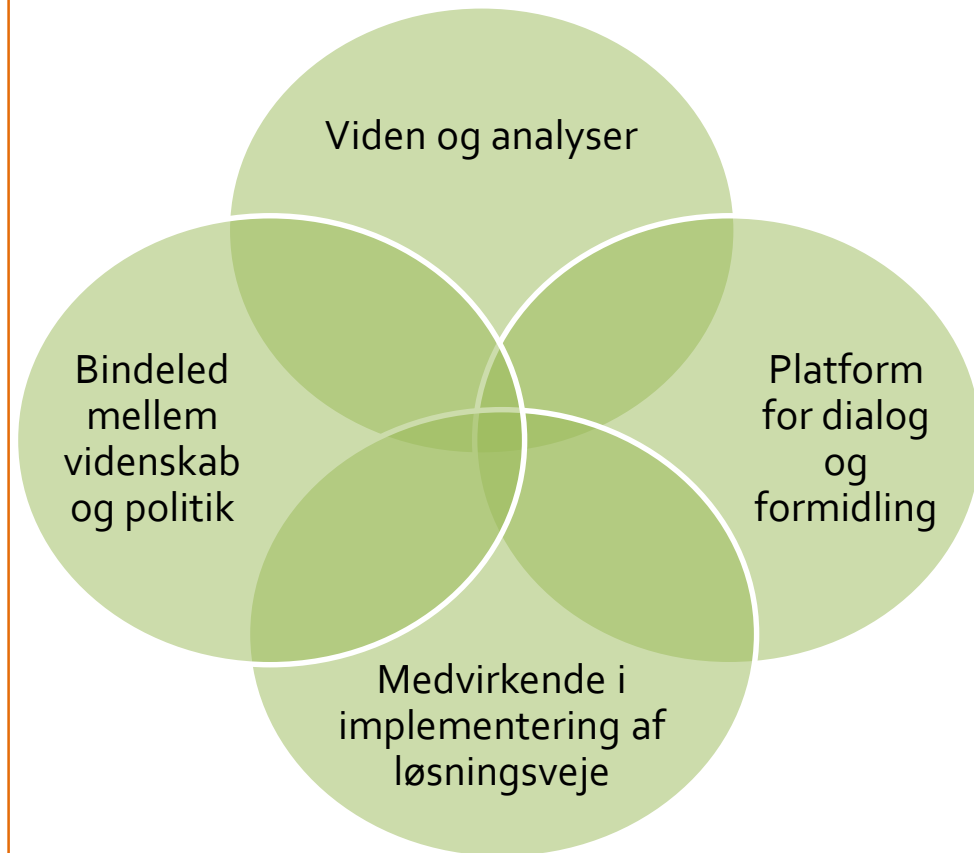 Viden og analyser
Bindeled
mellem
videnskab
og politik
Platform
for dialog
og
formidling
Medvirkende i
implementering af
løsningsveje